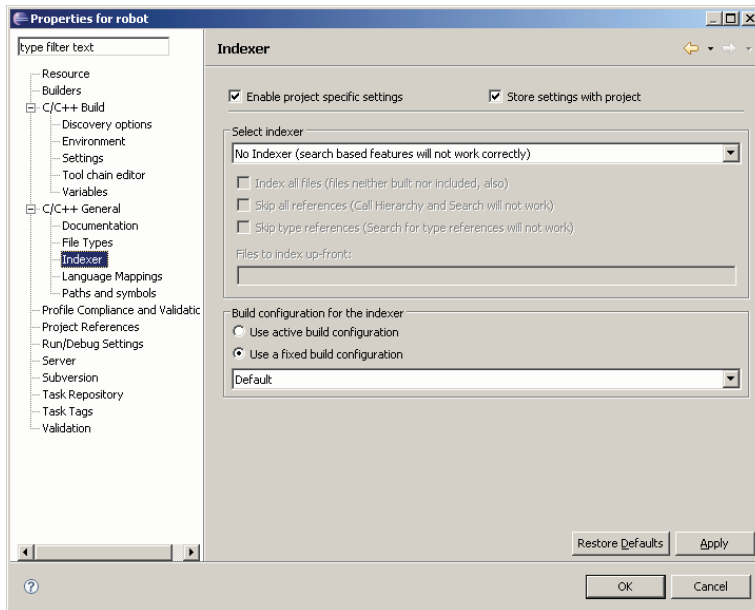 Properties for robot
type filter text
Resource
Builders
C/C++ Build
Discovery options
Environment
Settings
Tool chain editor
Variables
C/C++ General
Documentation
File Types
Indexer
Language Mappings
Paths and symbols
Profile Compliance and Validatic
Project References
Run/Debug Settings
Server
Subversion
Task Repository
Task Tags
Validation
Indexer
Enable project specific settings
Store settings with project
Select indexer
No Indexer (search based features will not work correctly)
Index all files (files neither built nor included, also)
Skip all references (Call Hierarchy and Search will not work)
Skip type references (Search for type references will not work)
Files to index up-front:
Build configuration for the indexer
Use active build configuration
Use a fixed build configuration
Default
Restore Defaults
Apply
?
OK
Cancel